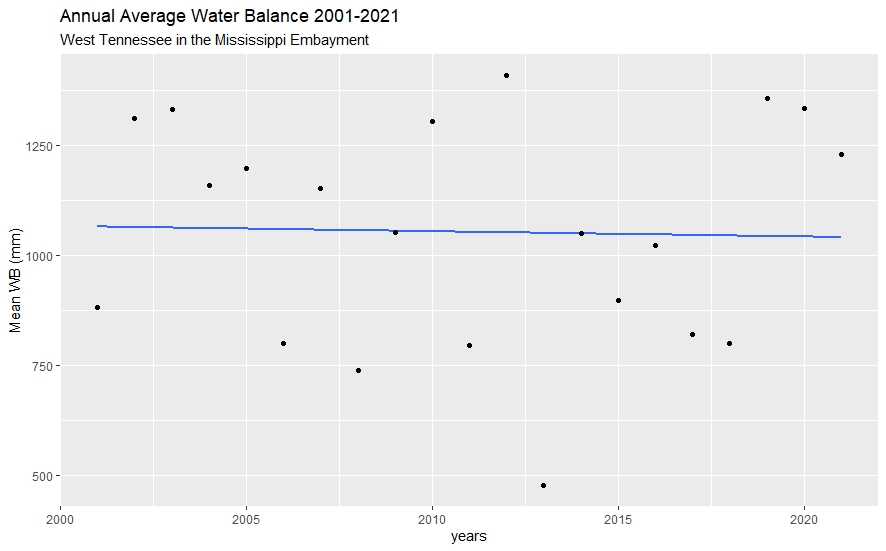 Annual Average Water Balance 2001-2021
West Tennessee in the Mississippi Embayment
Mean WB (mm)
1250
1000
750
500
2000 2005 2010 2015 2020
years